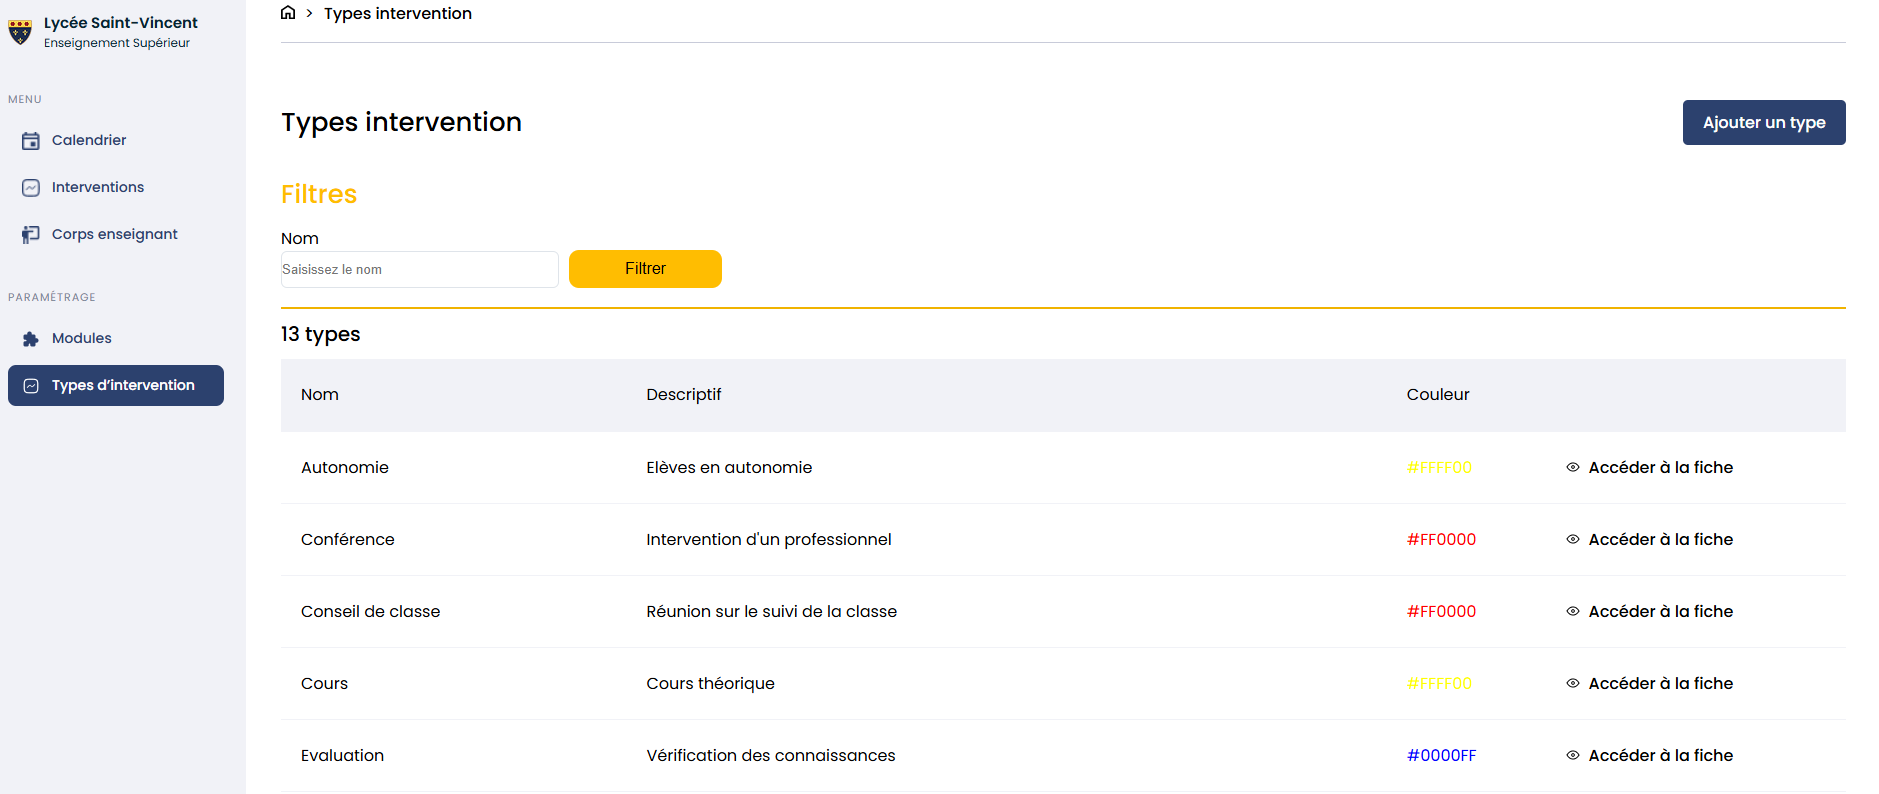 Lycée Saint-Vincent
Enseignement Supérieur
MENU
Calendrier
Interventions
Corps enseignant
PARAMÉTRAGE
Modules
Types d’intervention
> Types intervention
Types intervention
Ajouter un type
Filtres
Nom
Saisissez le nom
Filtrer
13 types
Nom Descriptif Couleur
Autonomie Elèves en autonomie #FFFF00 Accéder à la fiche
Conférence Intervention d'un professionnel #FF0000 Accéder à la fiche
Conseil de classe Réunion sur le suivi de la classe #FF0000 Accéder à la fiche
Cours Cours théorique #FFFF00 Accéder à la fiche
Evaluation Vérification des connaissances #0000FF Accéder à la fiche